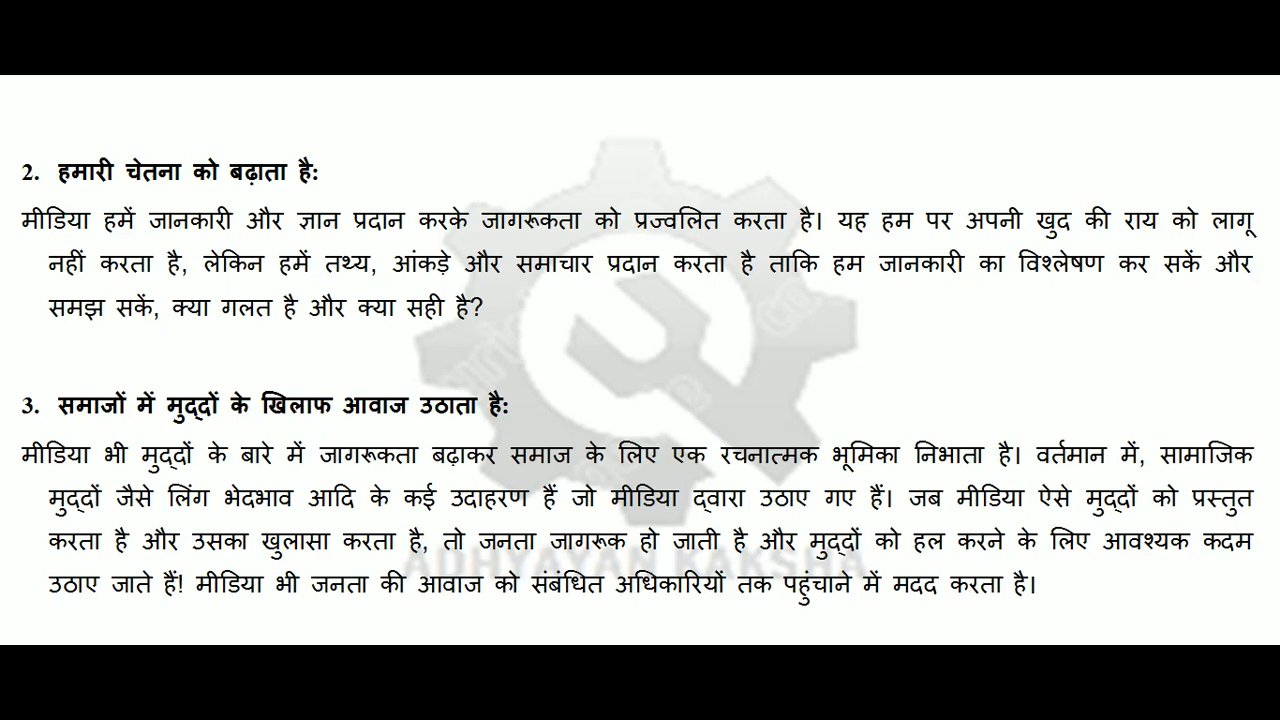 2. हमारी चेतना को बढ़ाता है:
मीडिया हमें जानकारी और ज्ञान प्रदान करके जागरूकता को प्रज्वलित करता है। यह हम पर अपनी खुद की राय को लागू
नहीं करता है, लेकिन हमें तथ्य, आंकड़े और समाचार प्रदान करता है ताकि हम जानकारी का विश्लेषण कर सकें और
समझ सकें, क्या गलत है और क्या सही है?
3. समाजों में मुद्दों के खिलाफ आवाज उठाता है:
मीडिया भी मुद्दों के बारे में जागरूकता बढ़ाकर समाज के लिए एक रचनात्मक भूमिका निभाता है। वर्तमान में, सामाजिक
मुद्दों जैसे लिंग भेदभाव आदि के कई उदाहरण हैं जो मीडिया द्वारा उठाए गए हैं। जब मीडिया ऐसे मुद्दों को प्रस्तुत
करता है और उसका खुलासा करता है, तो जनता जागरूक हो जाती है और मुद्दों को हल करने के लिए आवश्यक कदम
ADHYAYAN KAKSHA
उठाए जाते हैं! मीडिया भी जनता की आवाज को संबंधित अधिकारियों तक पहुंचाने में मदद करता है।